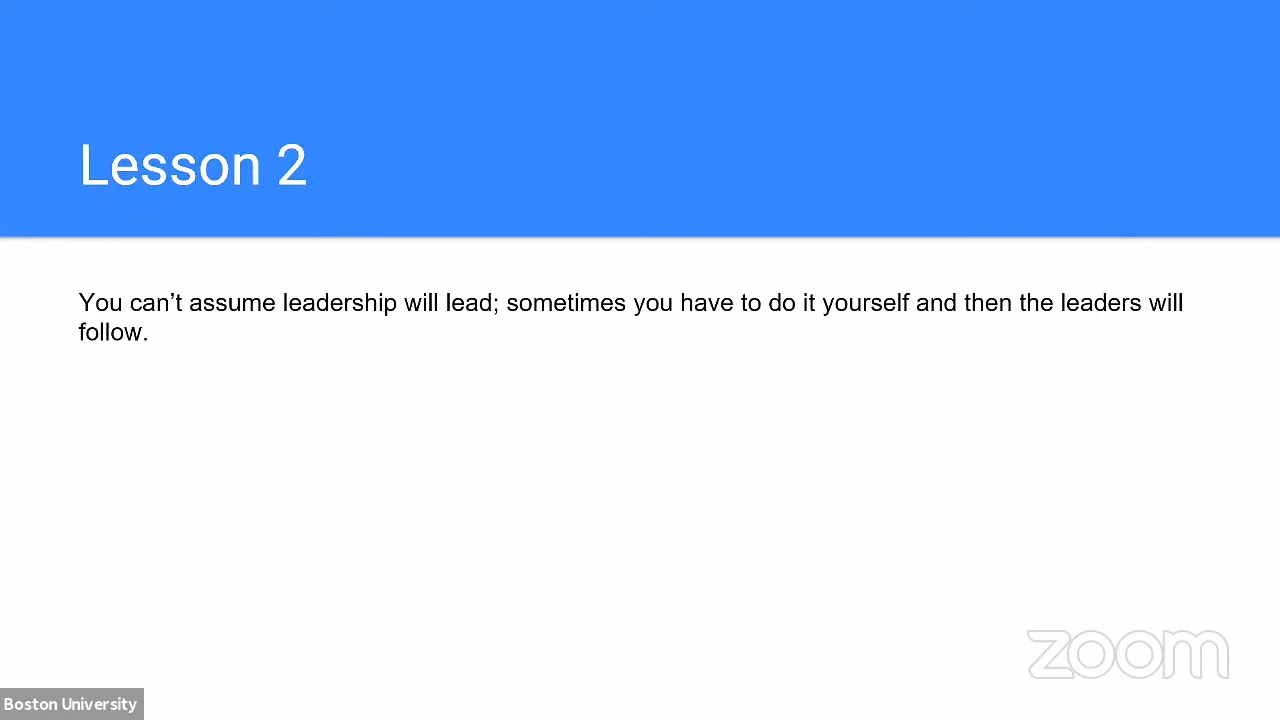 Lesson 2
You can’t assume leadership will lead; sometimes you have to do it yourself and then the leaders will
follow.
zoom
Boston University